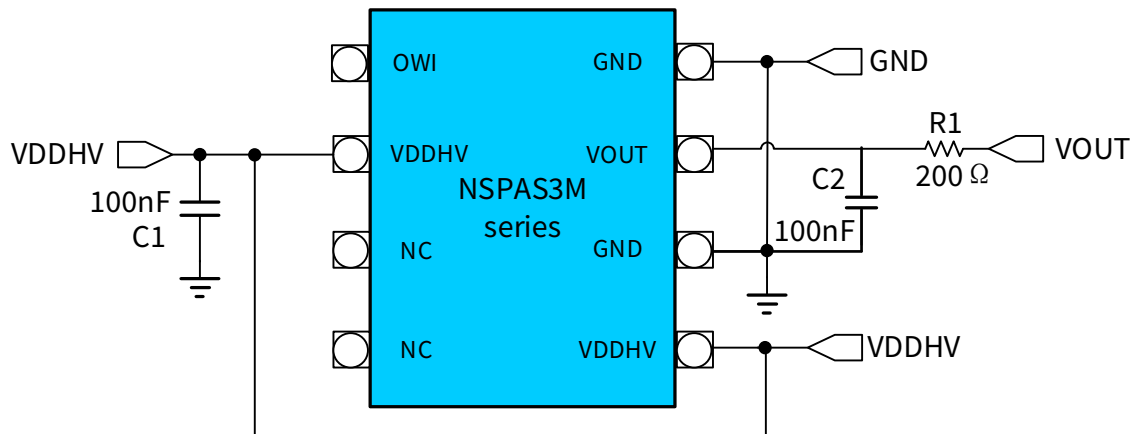 OWI
GND
GND
R1
VDDHV
VDDHV
VOUT
VOUT
200 Ω
C2
NSPAS3M
series
100nF
C1
100nF
NC
GND
NC
VDDHV
VDDHV